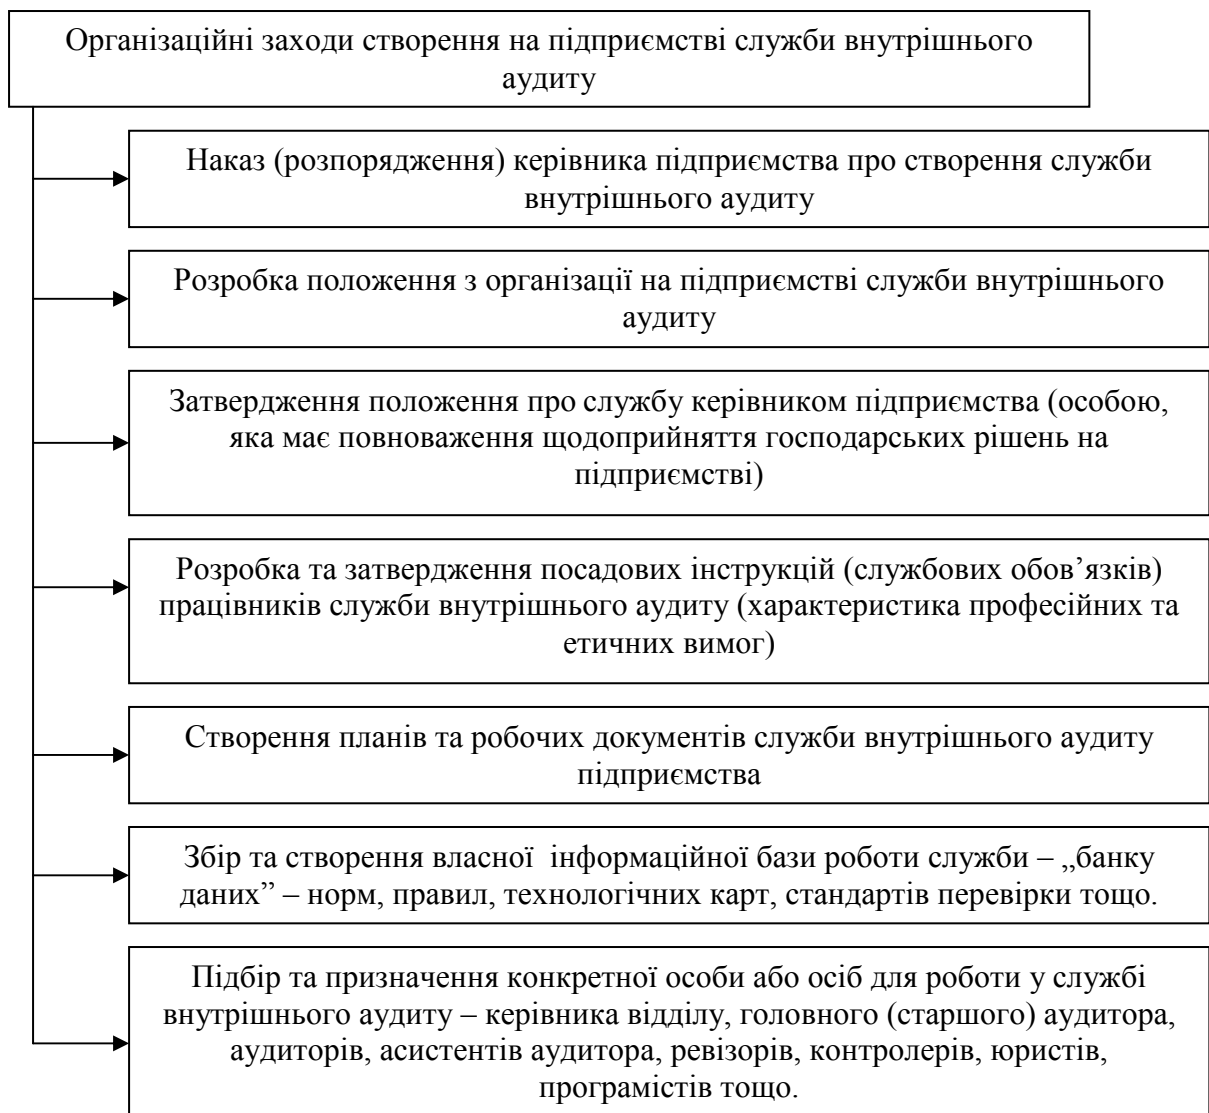 Організаційні заходи створення на підприємстві служби внутрішнього
аудиту
Наказ (розпорядження) керівника підприємства про створення служби
внутрішнього аудиту
Розробка положення з організації на підприємстві служби внутрішнього
аудиту
Затвердження положення про службу керівником підприємства (особою,
яка має повноваження щодоприйняття господарських рішень на
підприємстві)
Розробка та затвердження посадових інструкцій (службових обов’язків)
працівників служби внутрішнього аудиту (характеристика професійних та
етичних вимог)
Створення планів та робочих документів служби внутрішнього аудиту
підприємства
Збір та створення власної інформаційної бази роботи служби – „банку
даних” – норм, правил, технологічних карт, стандартів перевірки тощо.
Підбір та призначення конкретної особи або осіб для роботи у службі
внутрішнього аудиту – керівника відділу, головного (старшого) аудитора,
аудиторів, асистентів аудитора, ревізорів, контролерів, юристів,
програмістів тощо.